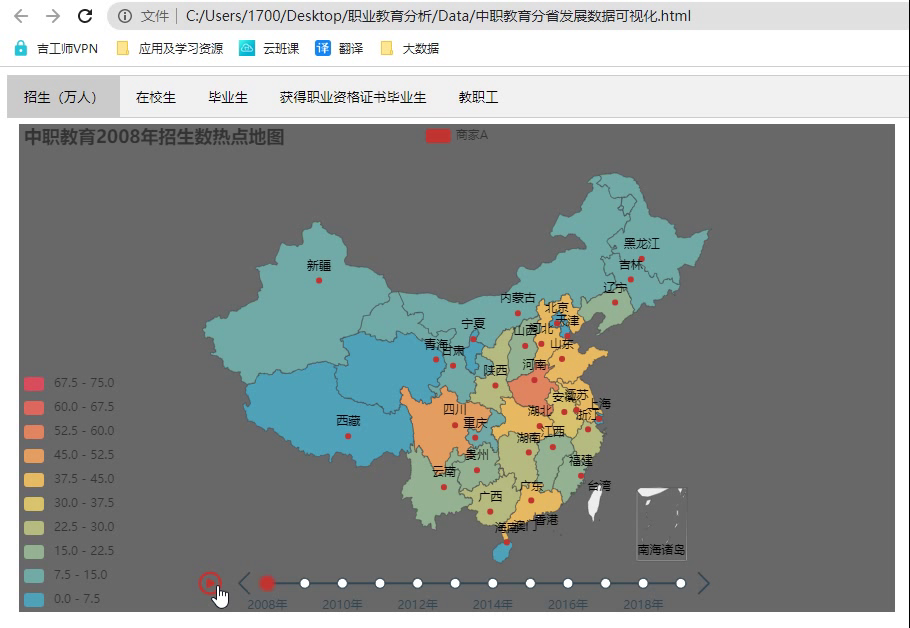 文件 C:/Users/1700/Desktop/职业教育分析/Data/中职教育分省发展数据可视化.html
吉工师VPN 应用及学习资源 云班课 译 翻译 大数据
招生（万人） 在校生 毕业生 获得职业资格证书毕业生 教职工
中职教育2008年招生数热点地图 商家A
黑龙江
新疆 吉林
辽宁
内蒙古 北京
宁夏 天津
山西 河北
青海 甘肃 山东
陕西 河南
67.5 - 75.0
安徽 江苏 上海
60.0 - 67.5
四川 湖北 浙江
西藏 重庆
52.5 - 60.0
湖南 江西
45.0 - 52.5
贵州 福建
云南
37.5 - 45.0
广西 广东 台湾
30.0 - 37.5
海南 澳门 香港
22.5 - 30.0
15.0 - 22.5 南海诸岛
7.5 - 15.0
0.0 - 7.5
2008年 2010年 2012年 2014年 2016年 2018年